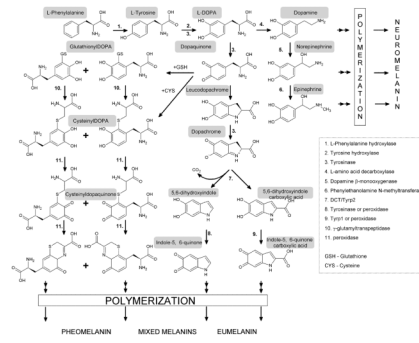 L-Phenylalanine
L-Tyrosine
L-DOPA
Dopamine
1.
2.
3.
4.
GlutathionylDOPA
Dopaquinone
3.
5.
Norepinephrine
+GSH
+CYS
10.
10.
Leucodopachrome
6.
Epinephrine
CysteinylDOPA
Dopachrome
3.
11.
11.
CO₂
7.
Cysteinyldopaquinones
5,6-dihydroxyindole
5,6-dihydroxyindole
carboxylic acid
11.
11.
8.
9.
Indole-5, 6-quinone
Indole-5, 6-quinone
carboxylic acid
POLYMERIZATION
PHEOMELANIN
MIXED MELANINS
EUMELANIN
POLYMERIZATION
NEUROMELANIN
1. L-Phenylalanine hydroxylase
2. Tyrosine hydroxylase
3. Tyrosinase
4. L-amino acid decarboxylase
5. Dopamine β-monooxygenase
6. Phenylethanolamine N-methyltransferase
7. DCT/Tyrp2
8. Tyrosinase or peroxidase
9. Tyrp1 or peroxidase
10. γ-glutamyltranspeptidase
11. peroxidase
GSH - Glutathione
CYS - Cysteine